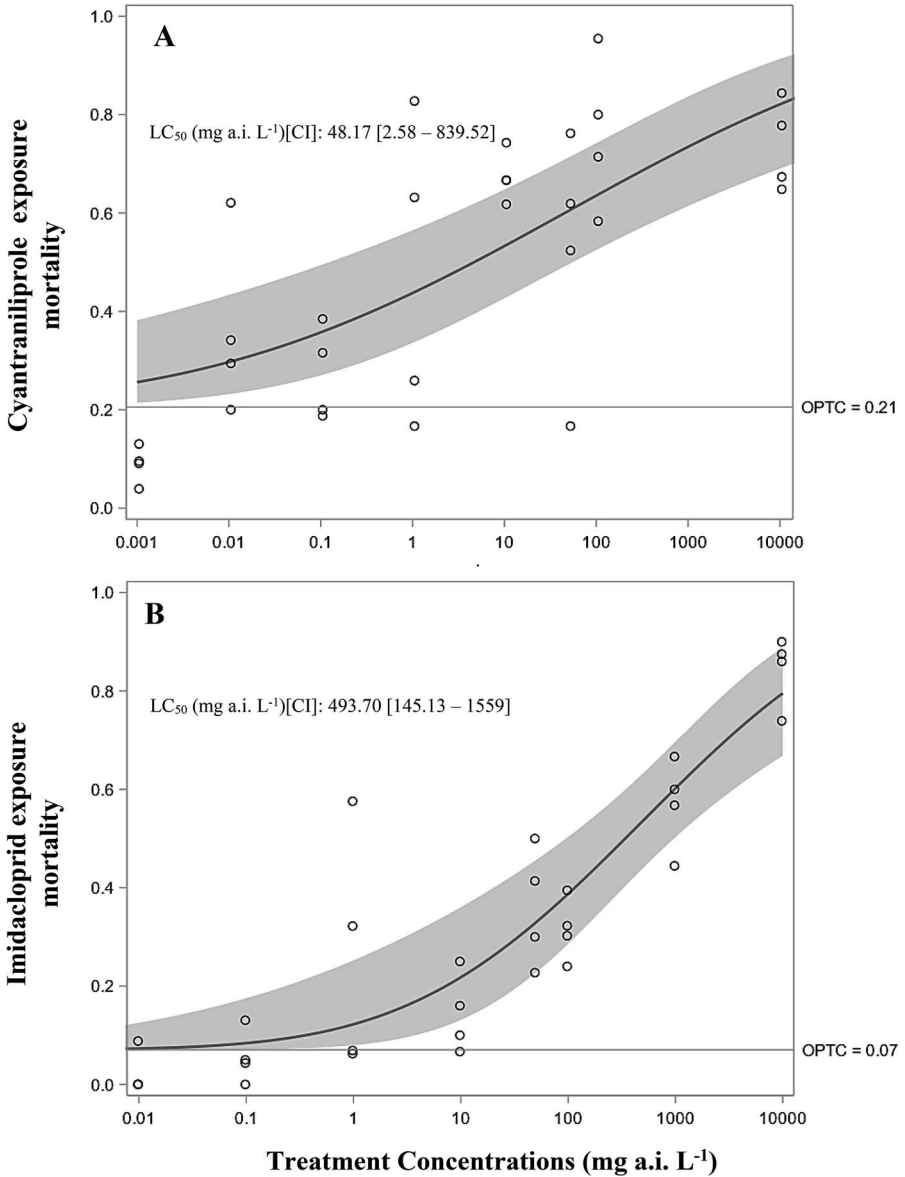 A
LC₅₀ (mg a.i. L⁻¹)[CI]: 48.17 [2.58 – 839.52]
Cyantraniliprole exposure
mortality
1.0
0.8
0.6
0.4
0.2
0.0
OPTC = 0.21
0.001 0.01 0.1 1 10 100 1000 10000
B
LC₅₀ (mg a.i. L⁻¹)[CI]: 493.70 [145.13 – 1559]
Imidacloprid exposure
mortality
1.0
0.8
0.6
0.4
0.2
0.0
OPTC = 0.07
0.01 0.1 1 10 100 1000 10000
Treatment Concentrations (mg a.i. L⁻¹)